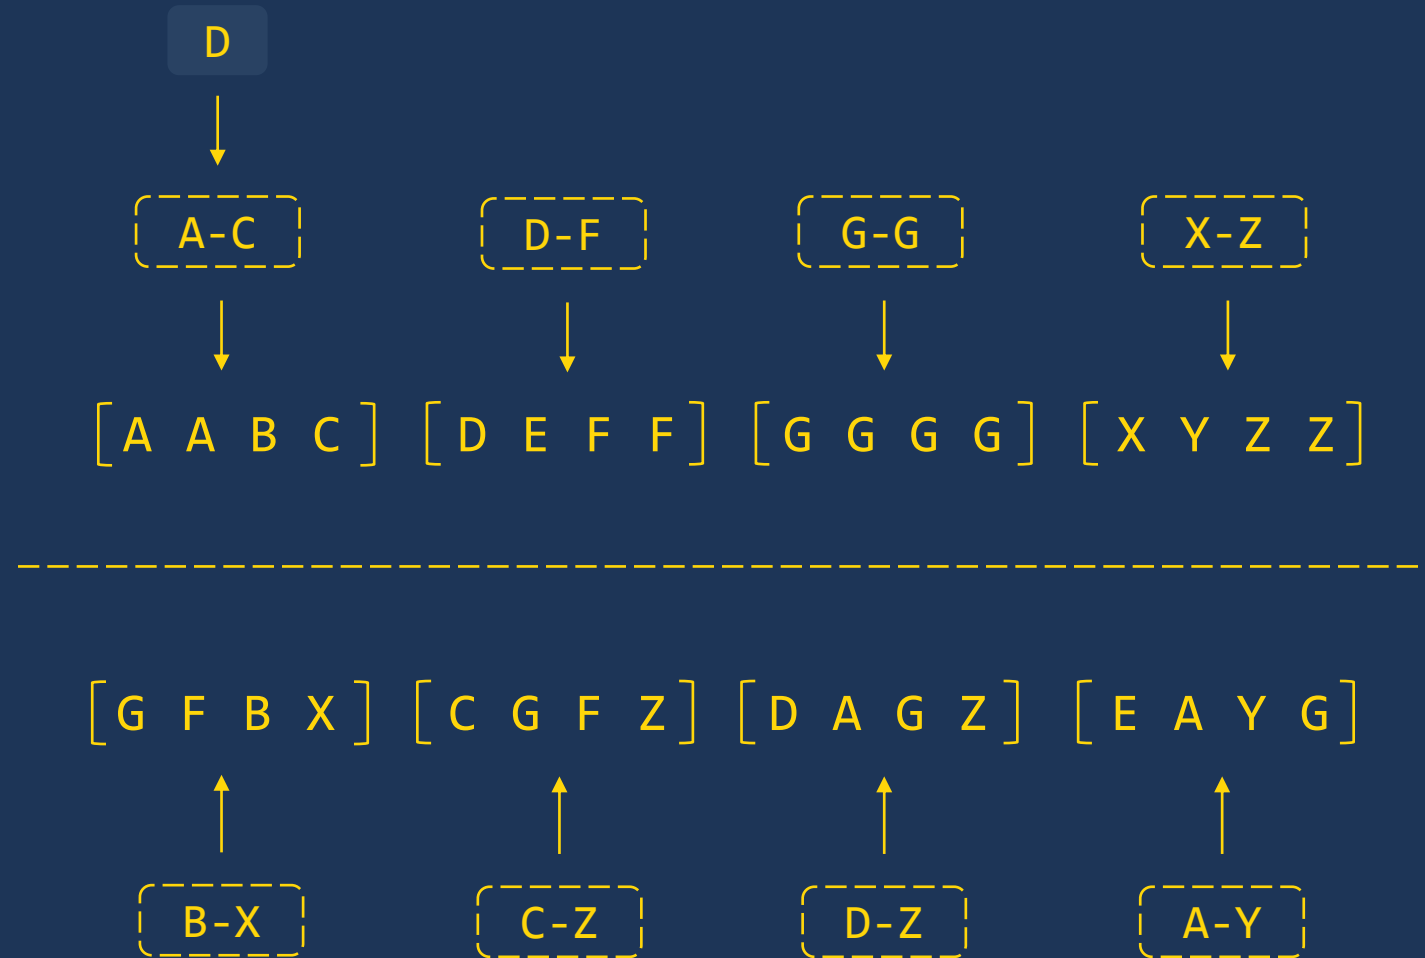 D
A-C D-F G-G X-Z
[A A B C] [D E F F] [G G G G] [X Y Z Z]
[G F B X] [C G F Z] [D A G Z] [E A Y G]
B-X C-Z D-Z A-Y